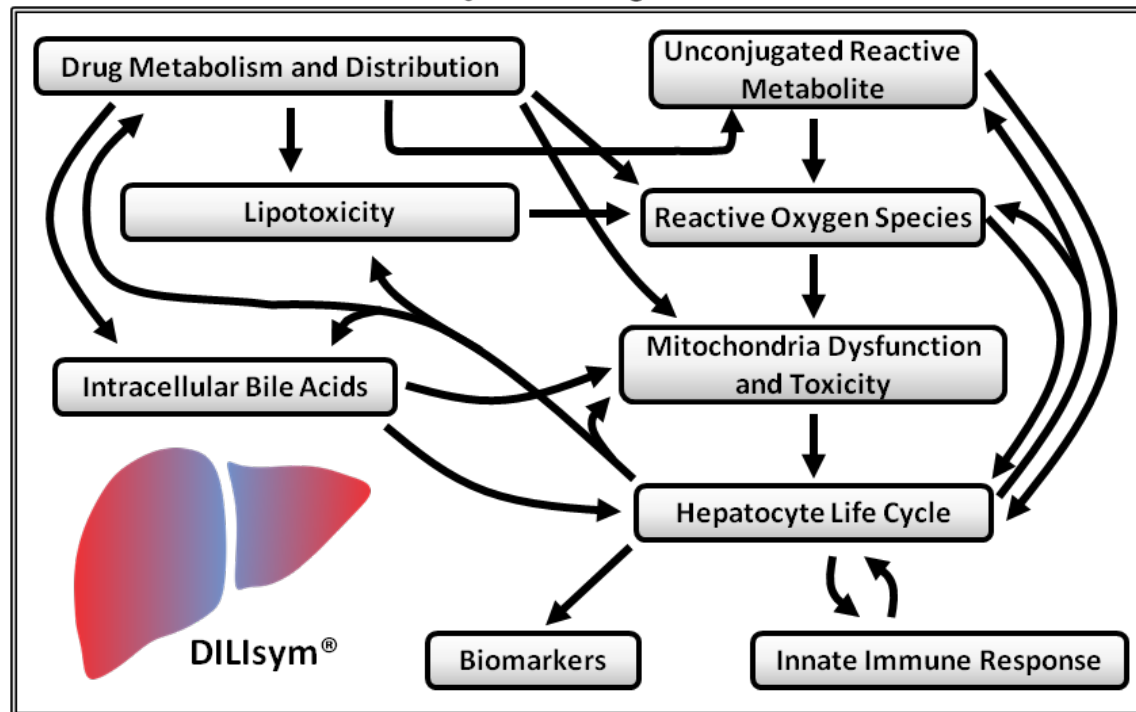 Drug Metabolism and Distribution
Unconjugated Reactive
Metabolite
Lipotoxicity
Reactive Oxygen Species
Mitochondria Dysfunction
and Toxicity
Intracellular Bile Acids
Hepatocyte Life Cycle
DILIsym®
Biomarkers
Innate Immune Response